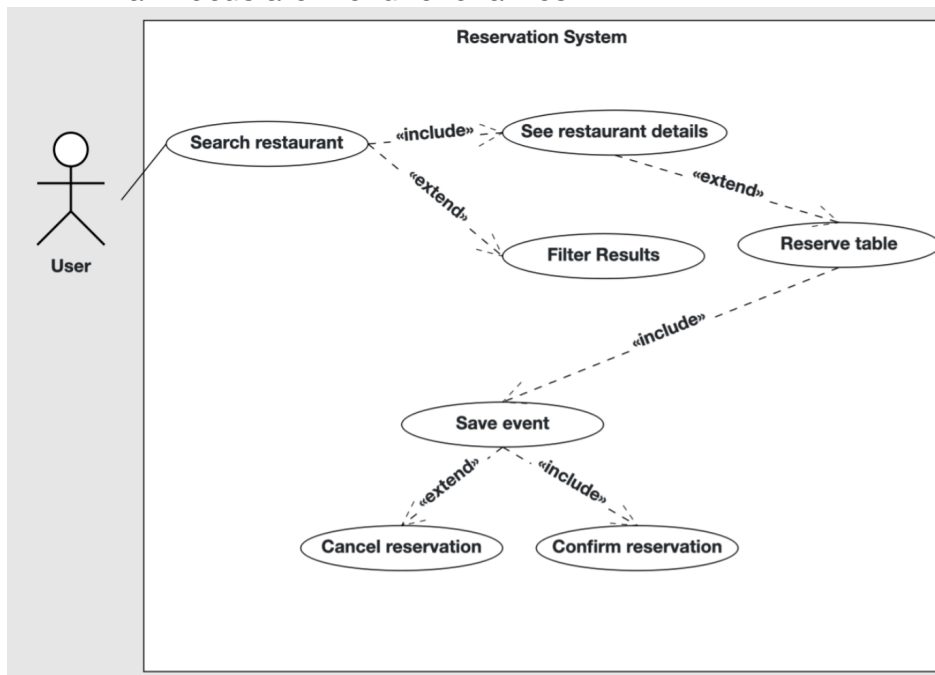 Reservation System
Search restaurant
«include»
See restaurant details
«extend»
«extend»
Filter Results
Reserve table
User
«include»
Save event
«extend»
«include»
Cancel reservation
Confirm reservation